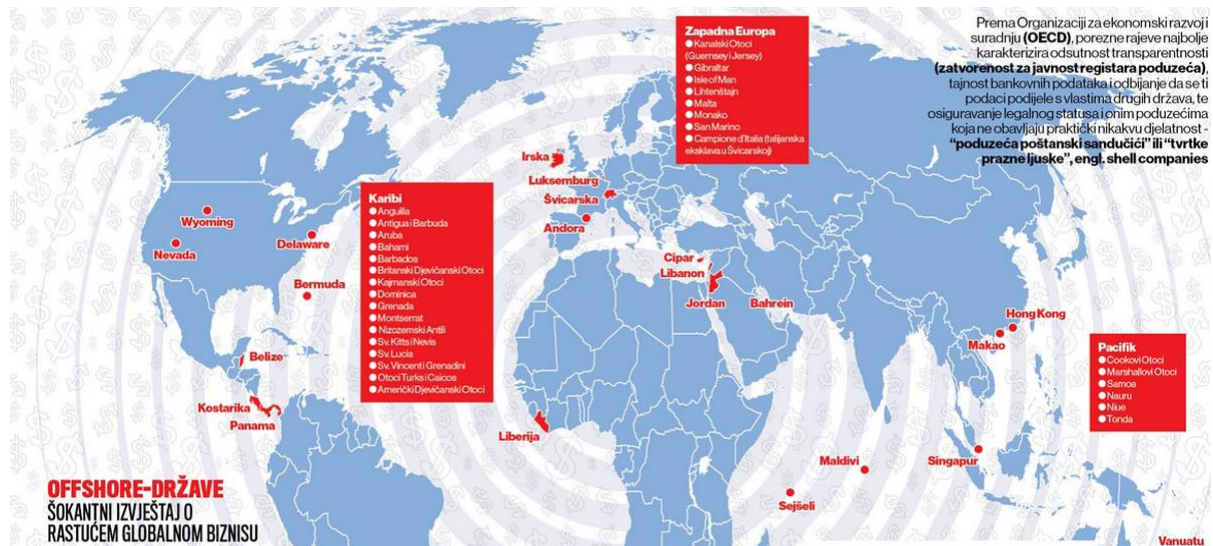 Prema Organizaciji za ekonomski razvoj i
suradnju (OECD), porezne rajeve najbolje
karakterizira odsutnost transparentnosti
(zatvorenost za javnost registara poduzeća),
tajnost bankovnih podataka i odbijanje da se ti
podaci podijele s vlastima drugih država, te
osiguravanje legalnog statusa i onim poduzećima
koja ne obavljaju praktički nikakvu djelatnost -
“poduzeća poštanski sandučići” ili “tvrtke
prazne ljuske”, engl. shell companies
Zapadna Europa
Kanalski Otoci
(Guernsey i Jersey)
Gibraltar
Isle of Man
Lihtenštajn
Malta
Monako
San Marino
Campione d'Italia (talijanska
eksklava u Švicarskoj)
Irska
Luksemburg
Švicarska
Andora
Karibi
Anguilla
Antigua i Barbuda
Aruba
Bahami
Barbados
Britanski Djevičanski Otoci
Kajmanski Otoci
Dominica
Grenada
Montserrat
Nizozemski Antili
Sv. Kitts i Nevis
Sv. Lucia
Sv. Vincent i Grenadini
Otoci Turks i Caicos
Američki Djevičanski Otoci
Wyoming
Nevada
Delaware
Bermuda
Belize
Kostarika
Panama
Cipar
Libanon
Jordan
Bahrein
Hong Kong
Makao
Pacifik
Cookovi Otoci
Marshallovi Otoci
Samoa
Nauru
Niue
Tonda
Liberija
Maldivi
Singapur
Sejšeli
Vanuatu
OFFSHORE-DRŽAVE
ŠOKANTNI IZVJEŠTAJ O
RASTUĆEM GLOBALNOM BIZNISU